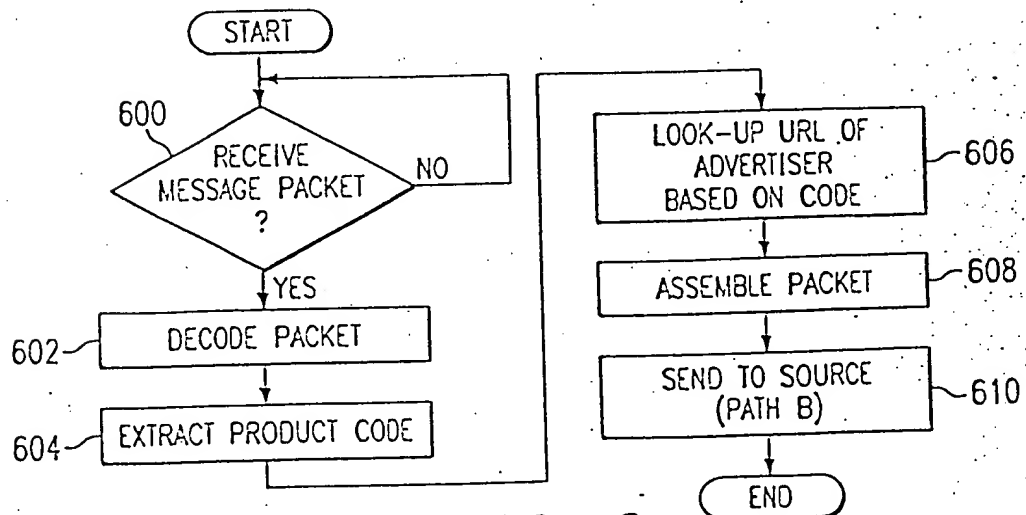 START
600
RECEIVE
MESSAGE PACKET
?
NO
YES
602
DECODE PACKET
604
EXTRACT PRODUCT CODE
LOOK-UP URL OF
ADVERTISER
BASED ON CODE
606
ASSEMBLE PACKET
608
SEND TO SOURCE
(PATH B)
610
END